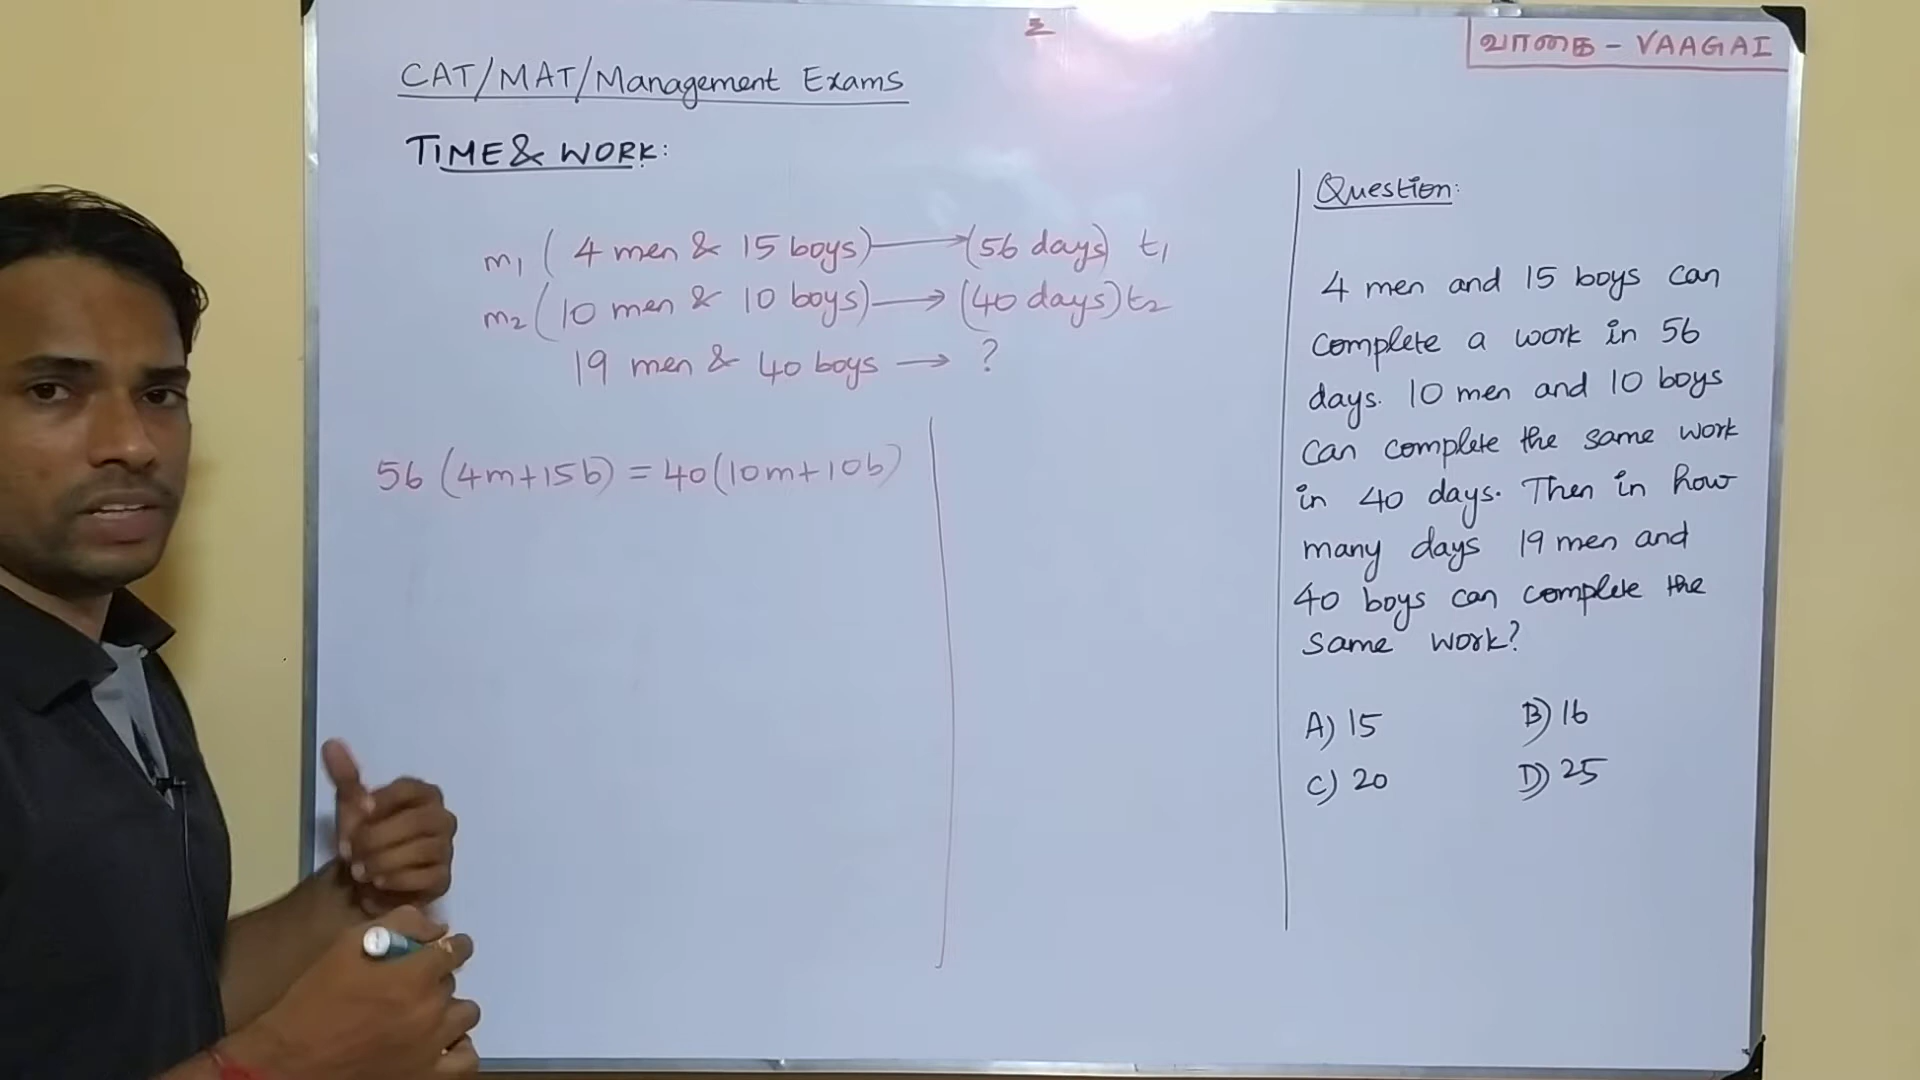 வாகை - VAAGAI
CAT/MAT/Management Exams
TIME & WORK:
m₁ ( 4 men & 15 boys) → (56 days) t₁
m₂ (10 men & 10 boys) → (40 days) t₂
19 men & 40 boys → ?
56 (4m+15b) = 40(10m+10b)
Question:
4 men and 15 boys can
complete a work in 56
days. 10 men and 10 boys
can complete the same work
in 40 days. Then in how
many days 19 men and
40 boys can complete the
same work?
A) 15 B) 16
C) 20 D) 25